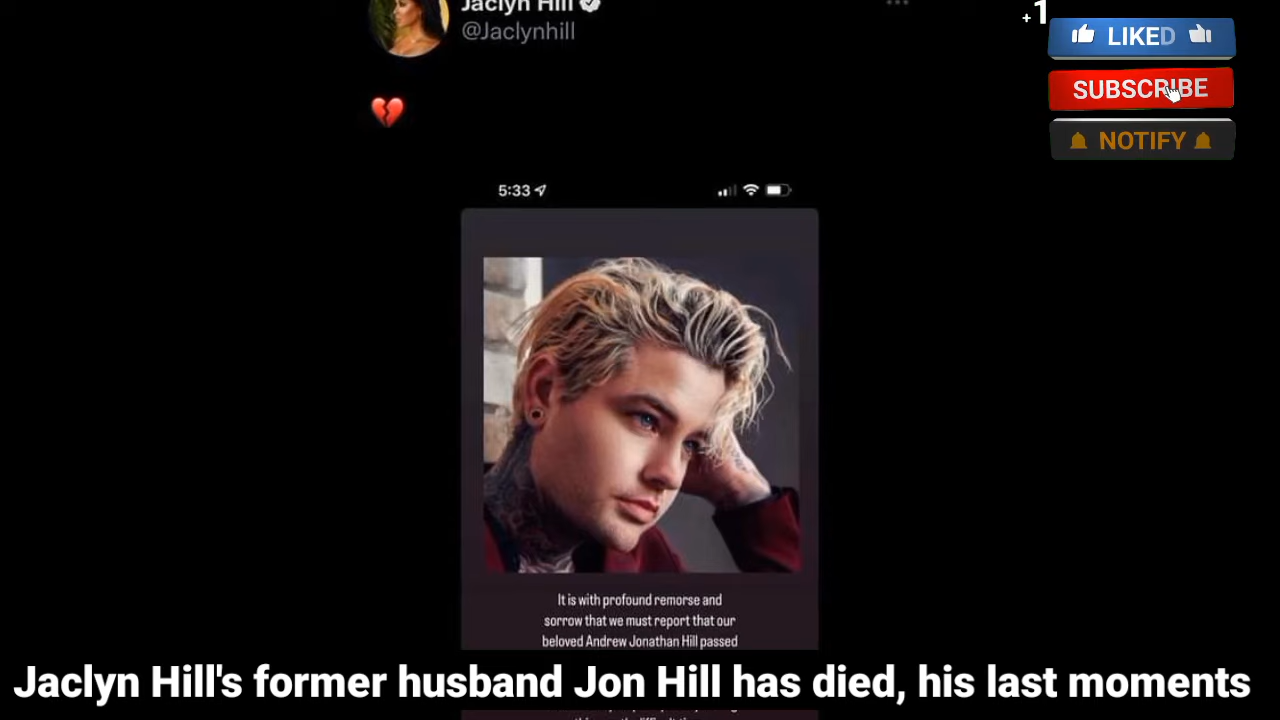 Jaclyn Hill
@Jaclynhill
+1
LIKED
SUBSCRIBE
NOTIFY
5:33
It is with profound remorse and
sorrow that we must report that our
beloved Andrew Jonathan Hill passed
Jaclyn Hill's former husband Jon Hill has died, his last moments